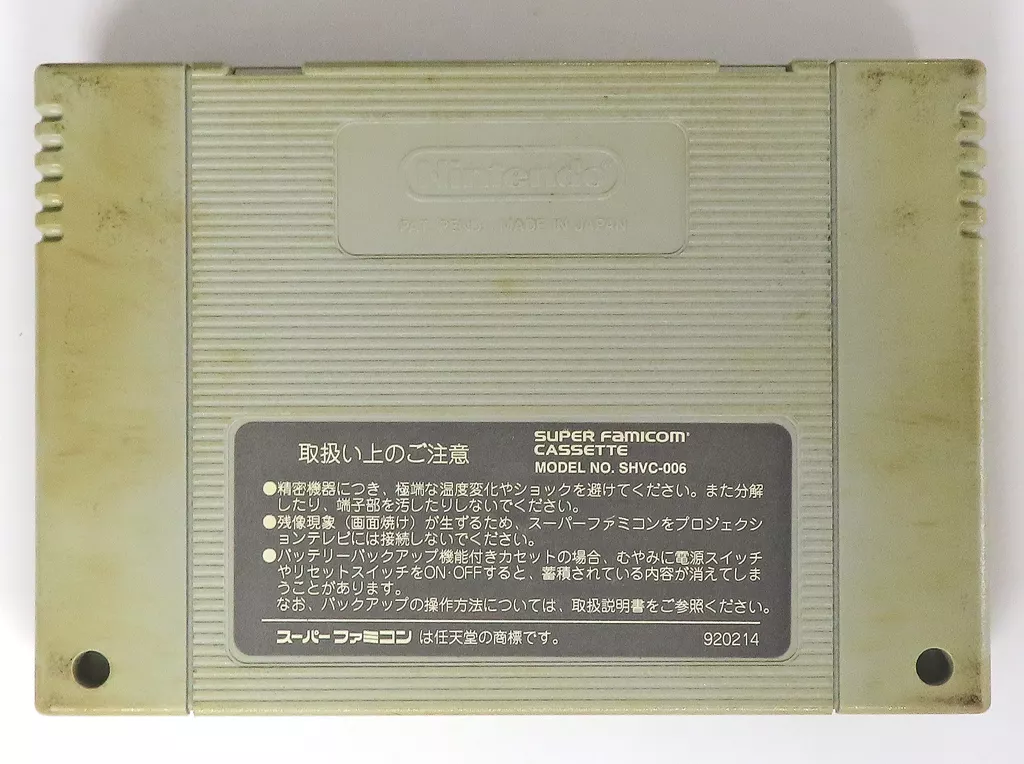 Nintendo
PAT. PEND. MADE IN JAPAN
取扱い上のご注意
SUPER FAMICOM
CASSETTE
MODEL NO. SHVC-006
●精密機器につき、極端な湿度変化やショックを避けてください。また分解
したり、端子部を汚したりしないでください。
●残像現象（画面焼け）が生ずるため、スーパーファミコンをプロジェクシ
ョンテレビには接続しないでください。
●バッテリーバックアップ機能付きカセットの場合、むやみに電源スイッチ
やリセットスイッチをON·OFFすると、蓄積されている内容が消えてしま
うことがあります。
なお、バックアップの操作方法については、取扱説明書をご参照ください。
スーパーファミコン は任天堂の商標です。
920214